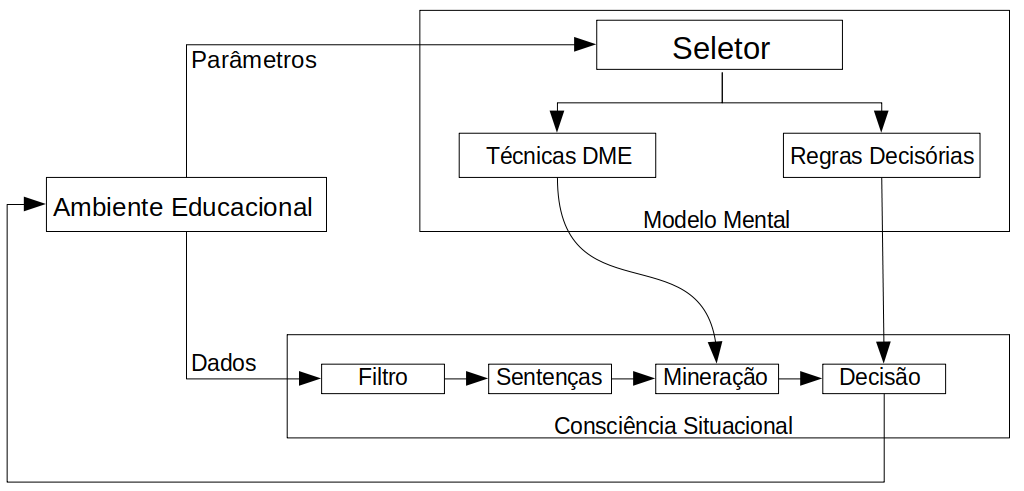 Seletor
Parâmetros
Técnicas DME
Regras Decisórias
Ambiente Educacional
Modelo Mental
Dados
Filtro
Sentenças
Mineração
Decisão
Consciência Situacional